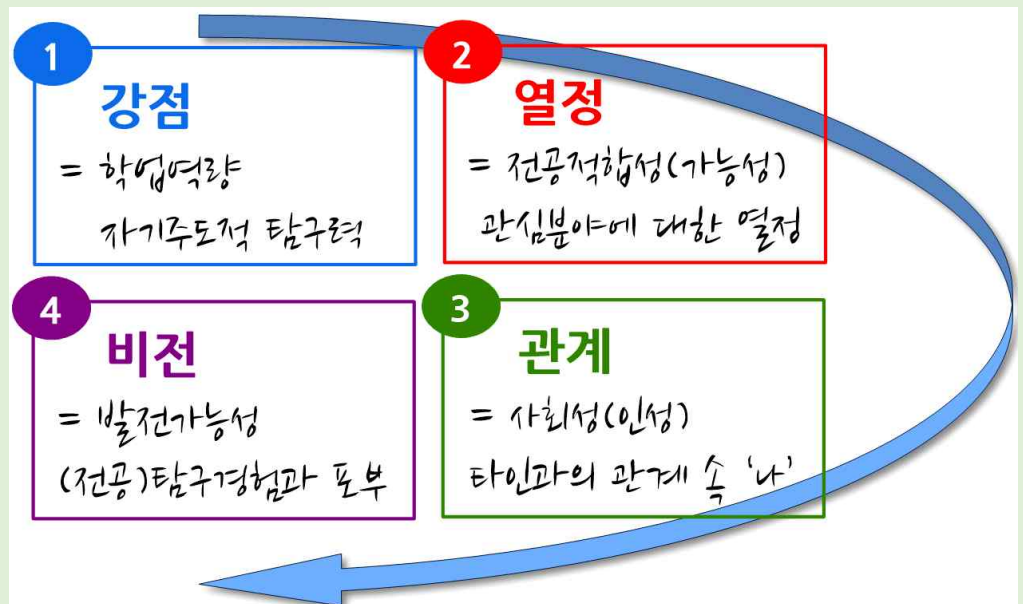 1
강점
= 학업역량
자기주도적 탐구력
2
열정
= 전공적합성(가능성)
관심분야에 대한 열정
3
관계
= 사회성(인성)
타인과의 관계 속 '나'
4
비전
= 발전가능성
(전공)탐구경험과 포부